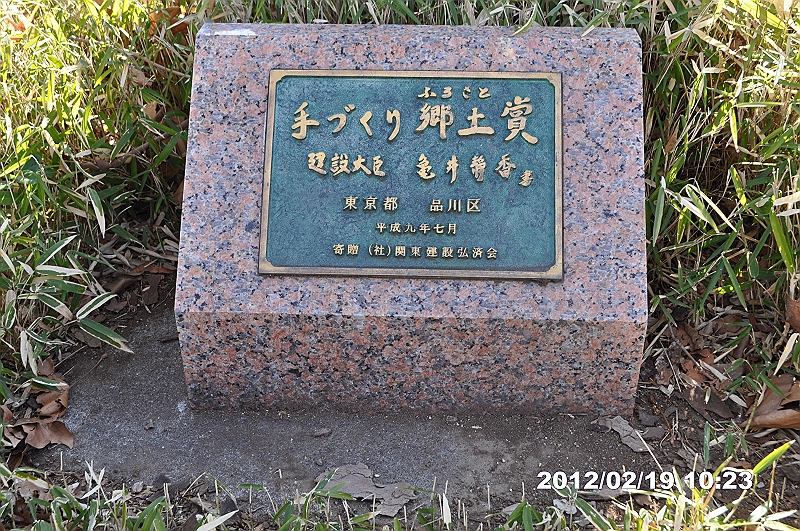 ふるさと
手づくり 郷土賞
建設大臣 亀井静香 書
東京都 品川区
平成九年七月
寄贈 (社)関東建設弘済会
2012/02/19 10:23